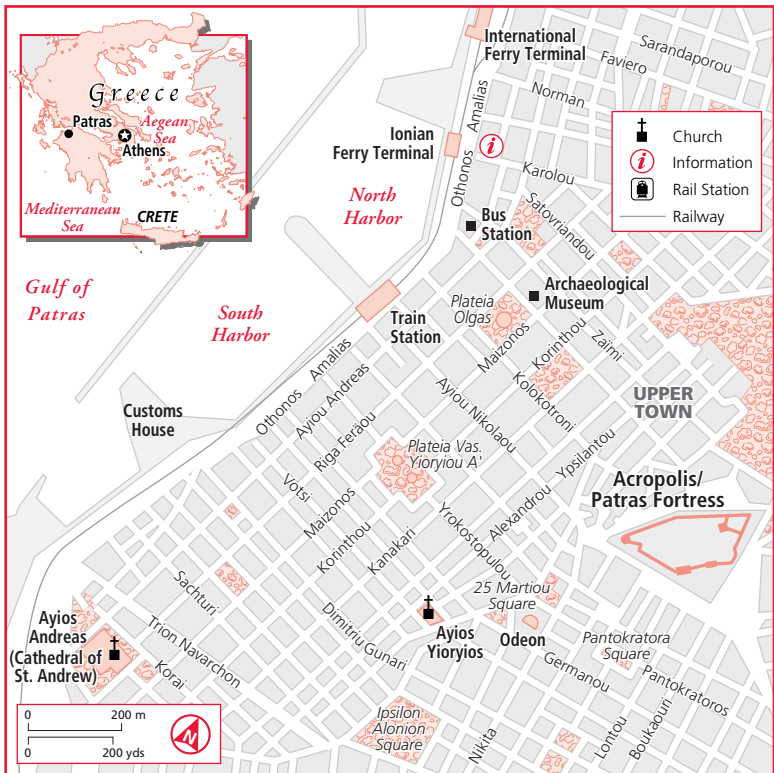 Greece
Patras
Aegean
Sea
Athens
Mediterranean
Sea
CRETE
International
Ferry Terminal
Sarandaporou
Faviero
Norman
Othonos Amalias
Ionian
Ferry Terminal
i
Karolou
Church
i
Information
Rail Station
Railway
North
Harbor
Satovriandou
Bus
Station
Gulf of
Patras
South
Harbor
Archaeological
Museum
Plateia
Olgas
Train
Station
Maizonos
Korinthou
Zaimi
Othonos Amalias
Ayiou Andreas
Kolokotroni
Ayiou Nikolaou
UPPER
TOWN
Customs
House
Riga Feräou
Plateia Vas.
Yioryiou A'
Ypsilantou
Alexandrou
Acropolis/
Patras Fortress
Votsi
Maizonos
Korinthou
Kanakari
Yrokostopulou
Sachturi
25 Martiou
Square
Ayios
Andreas
(Cathedral of
St. Andrew)
Trion Navarchon
Dimitriu Gunari
Ayios
Yioryios
Odeon
Pantokratora
Square
Korai
Germanou
Pantokratoros
Ipsilon
Alonion
Square
Nikita
Lontou
Boukaouri
0
200 m
0
200 yds
N